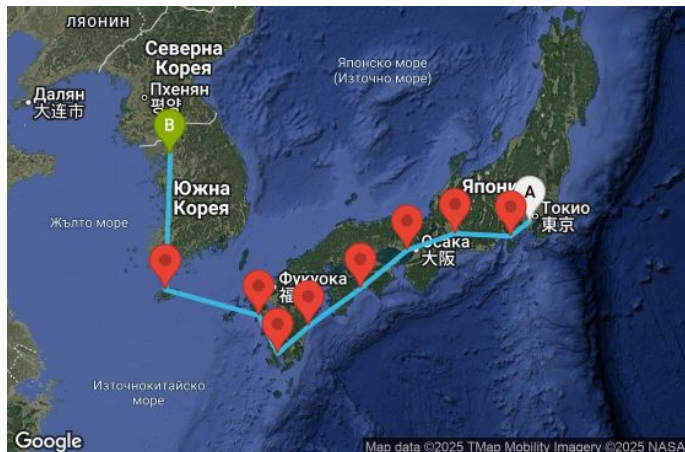 ЛЯОНИН
Северна
Корея
Далян
大连市
Пхенян
평양
B
Японско море
(Източно море)
Южна
Корея
Жълто море
Япони
A
Токио
東京
Осака
大阪
Фукуока
福
Източнокитайско
море
Google
Map data ©2025 TMap Mobility Imagery ©2025 NASA